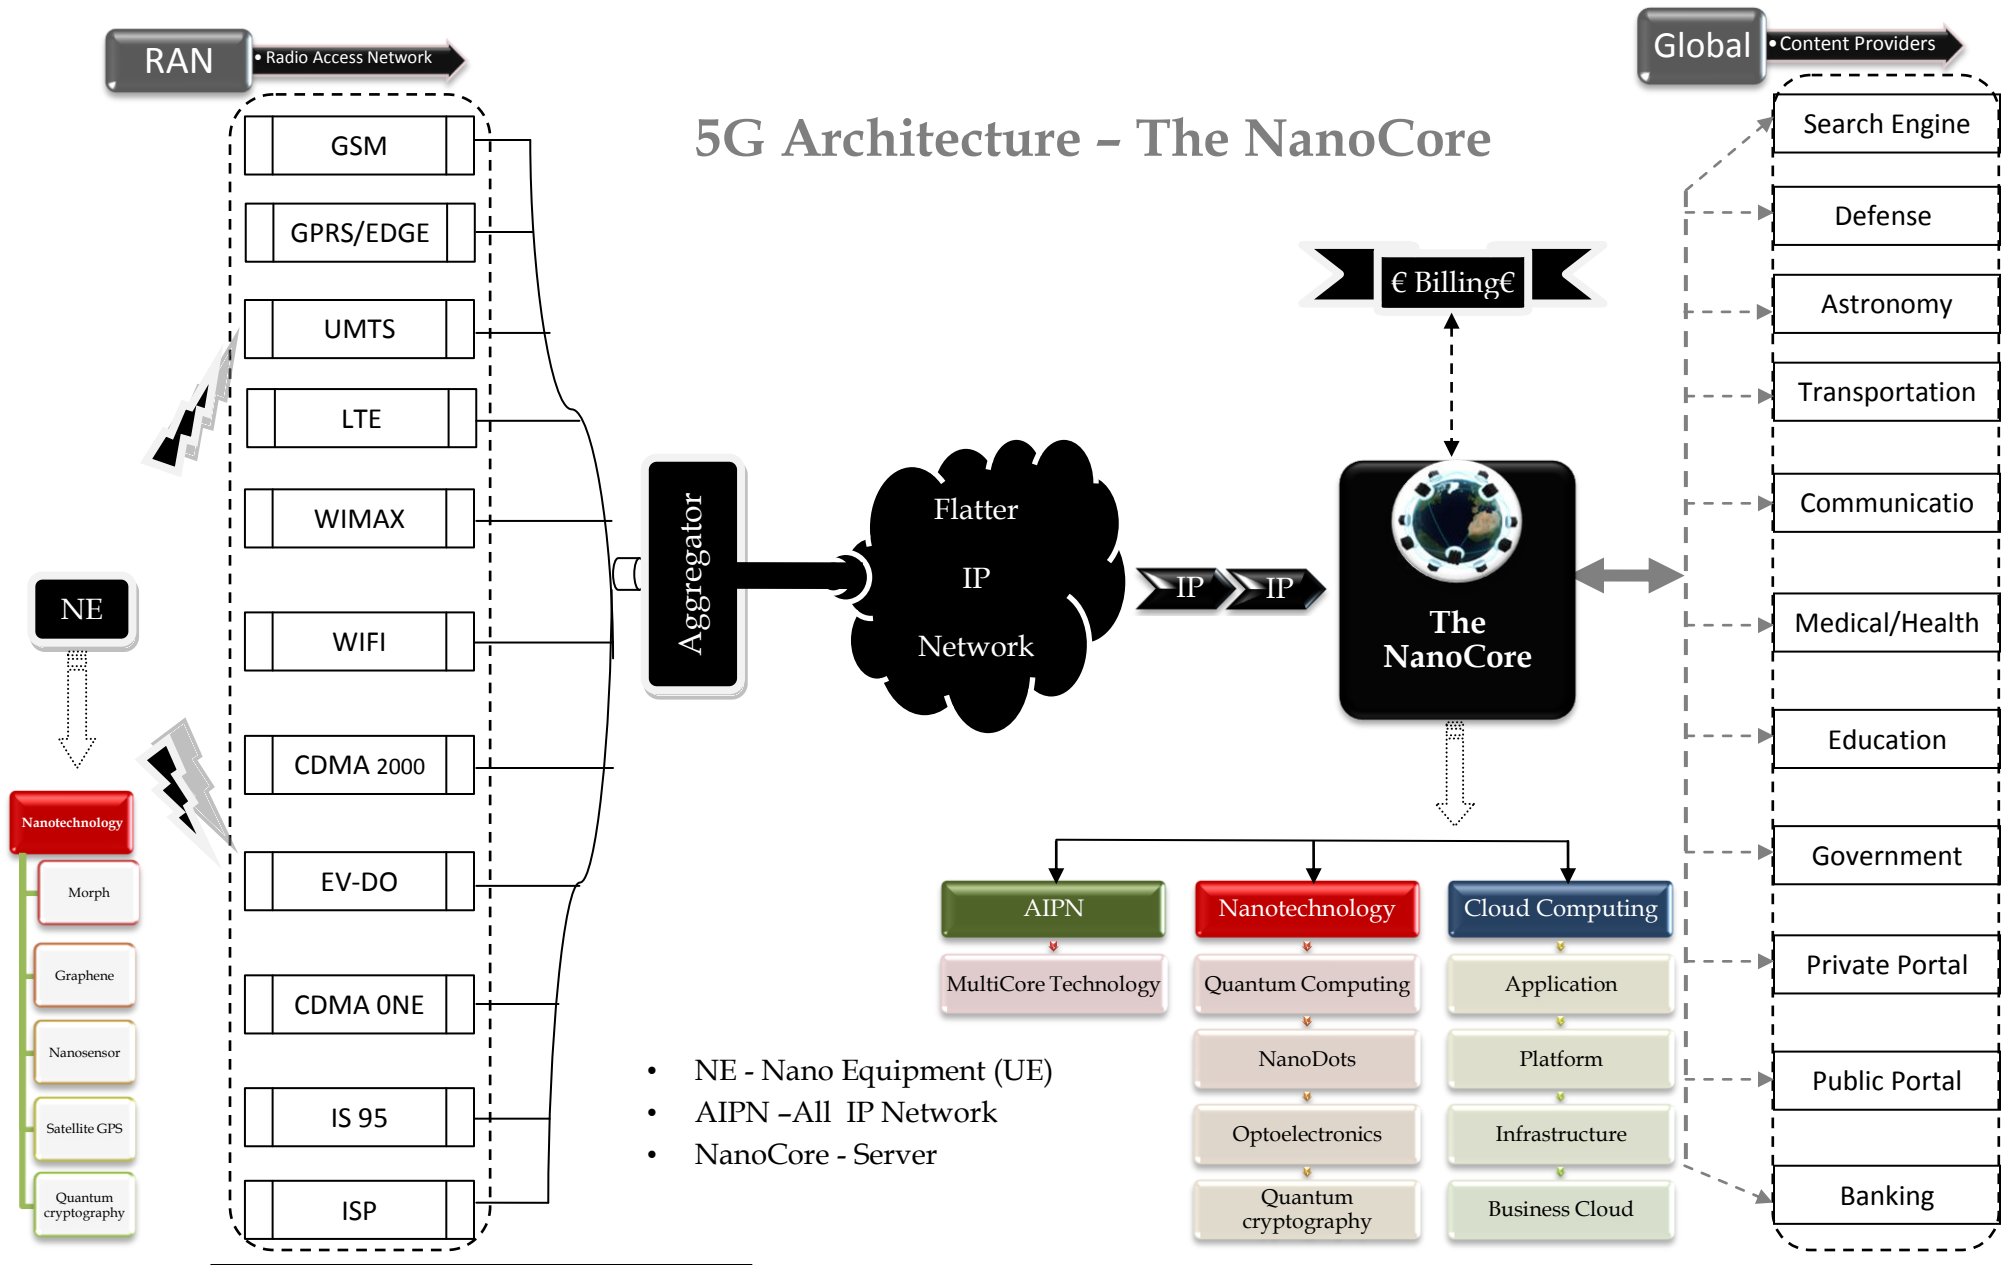 RAN
• Radio Access Network
Global
• Content Providers
5G Architecture – The NanoCore
GSM
GPRS/EDGE
UMTS
LTE
WIMAX
WIFI
CDMA 2000
EV-DO
CDMA 0NE
IS 95
ISP
NE
Nanotechnology
Morph
Graphene
Nanosensor
Satellite GPS
Quantum
cryptography
Aggregator
Flatter
IP
Network
IP
IP
€ Billing€
The
NanoCore
AIPN
MultiCore Technology
Nanotechnology
Quantum Computing
NanoDots
Optoelectronics
Quantum
cryptography
Cloud Computing
Application
Platform
Infrastructure
Business Cloud
• NE - Nano Equipment (UE)
• AIPN –All IP Network
• NanoCore - Server
Search Engine
Defense
Astronomy
Transportation
Communicatio
Medical/Health
Education
Government
Private Portal
Public Portal
Banking